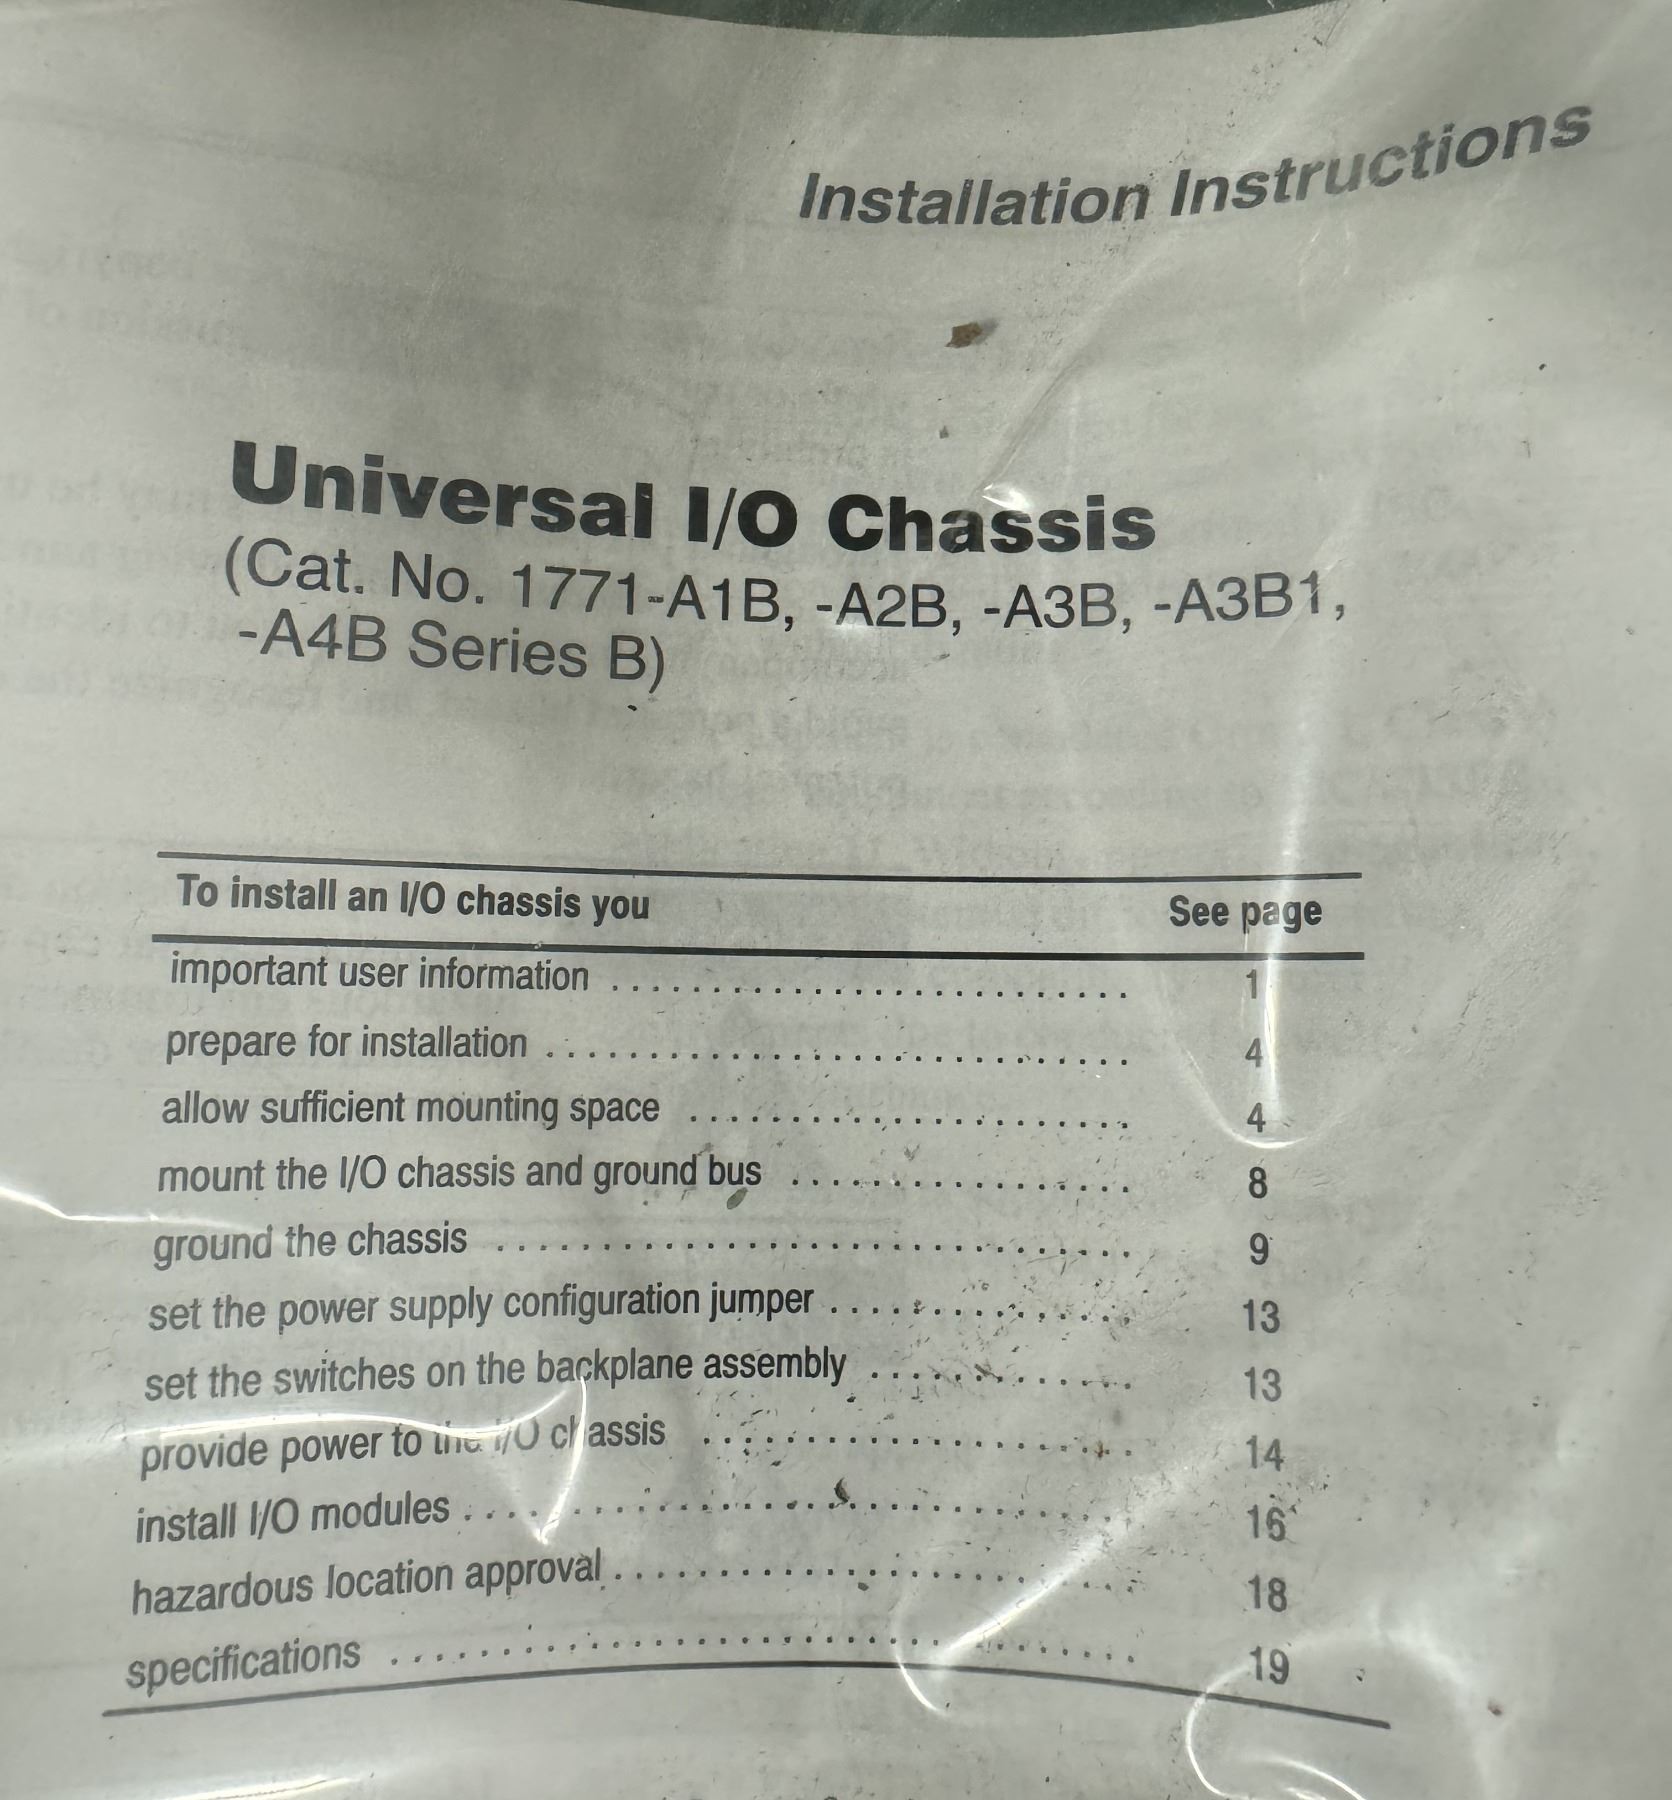 Installation Instructions
Universal I/O Chassis
(Cat. No. 1771-A1B, -A2B, -A3B, -A3B1,
-A4B Series B)
To install an I/O chassis you See page
important user information . . . . . . . . . . . . . . . . . . . . . . . . . . 1
prepare for installation . . . . . . . . . . . . . . . . . . . . . . . . . . . . . 4
allow sufficient mounting space . . . . . . . . . . . . . . . . . . . . . . 4
mount the I/O chassis and ground bus . . . . . . . . . . . . . . . . . 8
ground the chassis . . . . . . . . . . . . . . . . . . . . . . . . . . . . . . . . 9
set the power supply configuration jumper . . . . . . . . . . . . . . . 13
set the switches on the backplane assembly . . . . . . . . . . . . . 13
provide power to the I/O chassis . . . . . . . . . . . . . . . . . . . . . . 14
install I/O modules . . . . . . . . . . . . . . . . . . . . . . . . . . . . . . . . . 16
hazardous location approval . . . . . . . . . . . . . . . . . . . . . . . . . . 18
specifications . . . . . . . . . . . . . . . . . . . . . . . . . . . . . . . . . . . . . 19